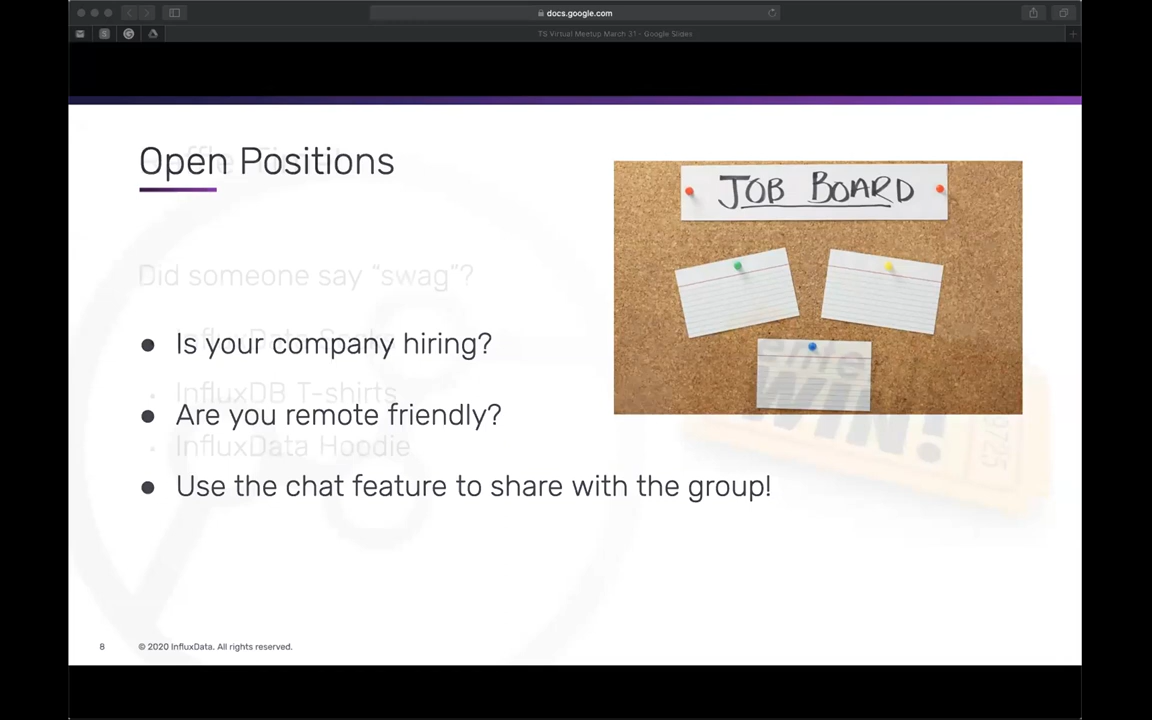 docs.google.com
TS Virtual Meetup March 31 - Google Slides
Open Positions
JOB BOARD
Did someone say “swag”?
Is your company hiring?
InfluxDB T-shirts
Are you remote friendly?
InfluxData Hoodie
Use the chat feature to share with the group!
WIN!
8
© 2020 InfluxData. All rights reserved.